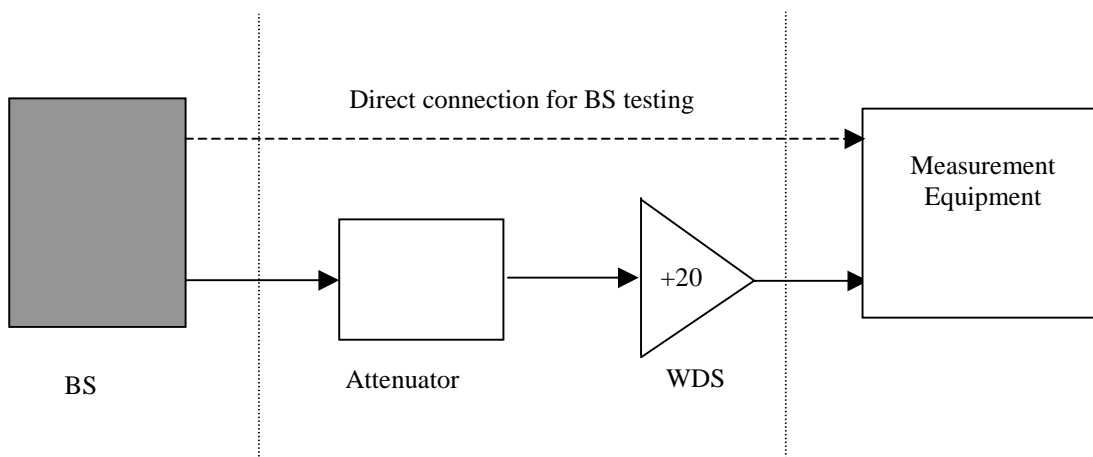 Direct connection for BS testing
Measurement
Equipment
+20
BS
Attenuator
WDS